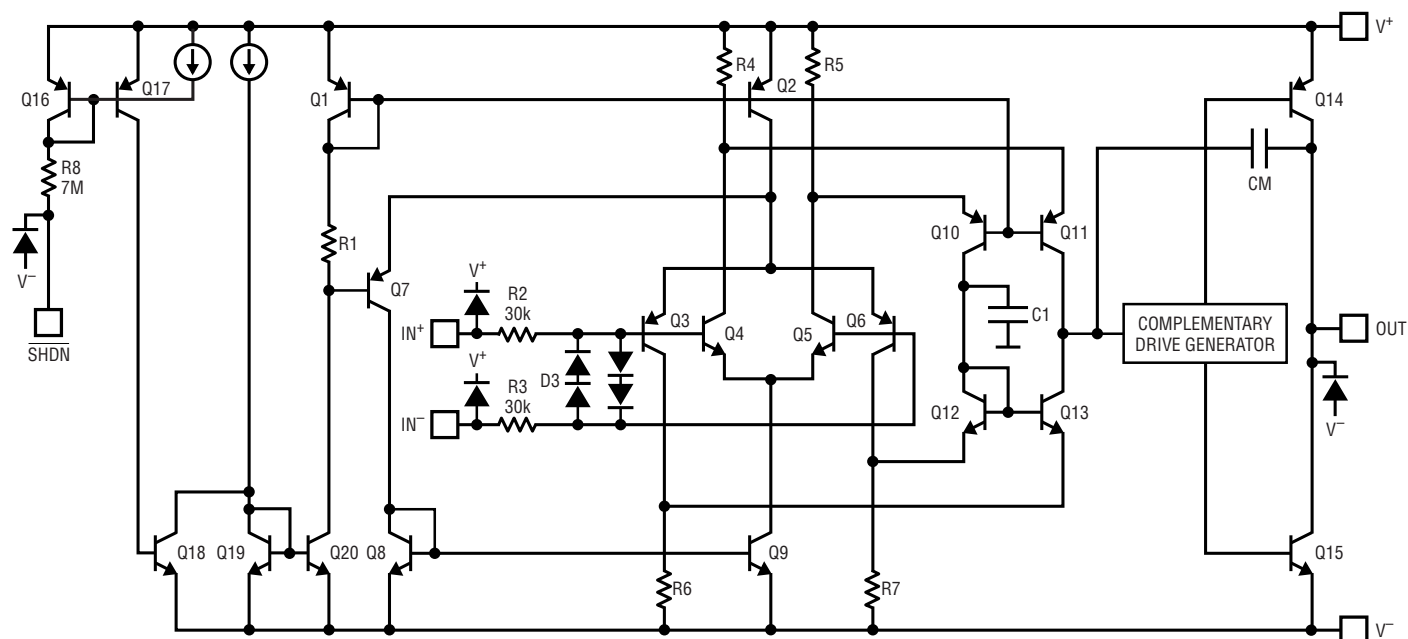 V+
R4
Q2
R5
Q16
Q17
Q1
Q14
R8
7M
CM
V−
R1
Q10
Q11
Q7
V+
R2
30k
Q3
Q4
Q5
Q6
C1
IN+
SHDN
COMPLEMENTARY
DRIVE GENERATOR
OUT
V+
D3
R3
30k
IN−
Q12
Q13
V−
Q18
Q19
Q20
Q8
Q9
Q15
R6
R7
V−